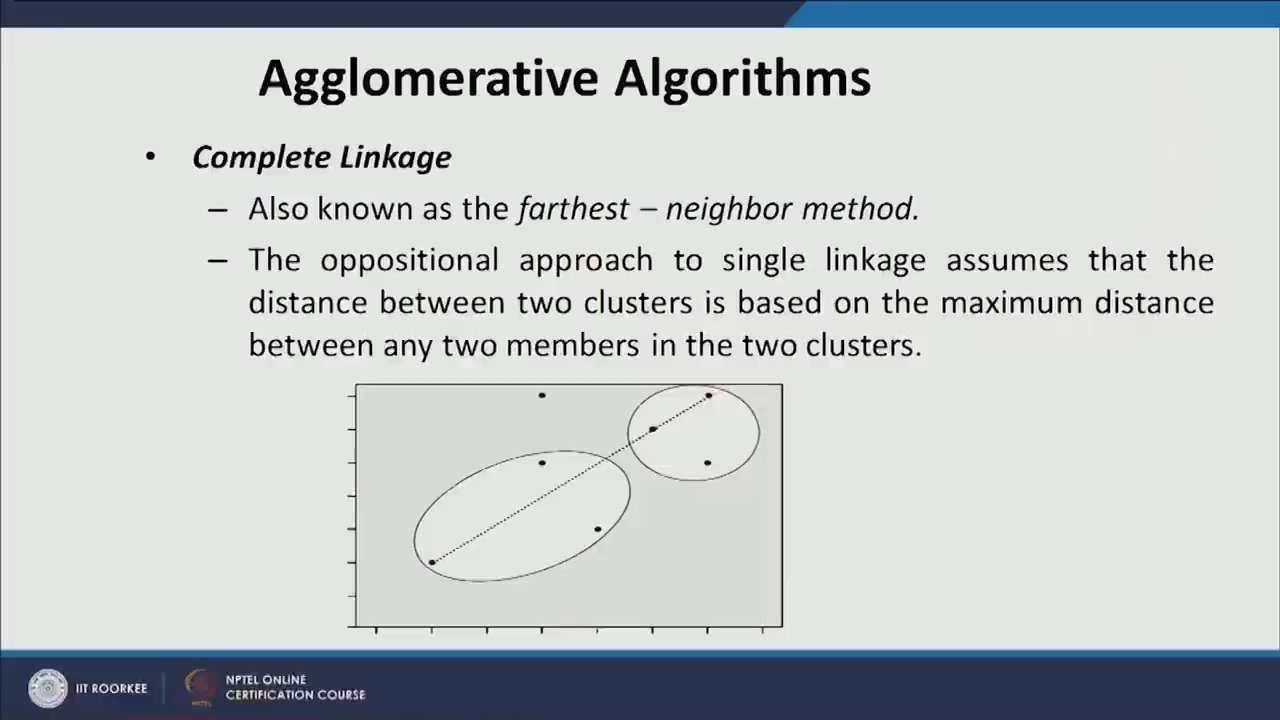 Agglomerative Algorithms
• Complete Linkage
– Also known as the farthest – neighbor method.
– The oppositional approach to single linkage assumes that the
distance between two clusters is based on the maximum distance
between any two members in the two clusters.
IIT ROORKEE
NPTEL ONLINE
CERTIFICATION COURSE